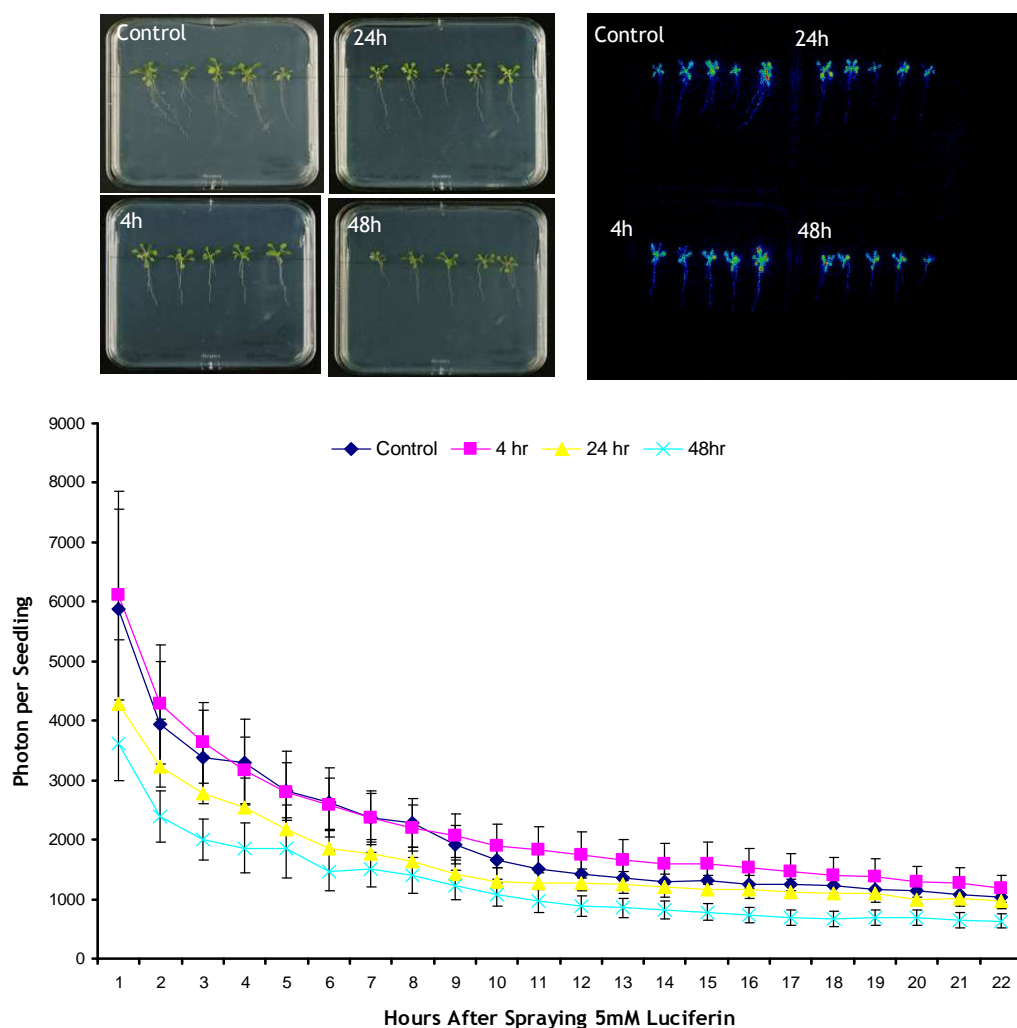 Control
24h
4h
48h
Control
24h
4h
48h
Control
4 hr
24 hr
48hr
9000
8000
7000
6000
5000
4000
3000
2000
1000
0
Photon per Seedling
1 2 3 4 5 6 7 8 9 10 11 12 13 14 15 16 17 18 19 20 21 22
Hours After Spraying 5mM Luciferin